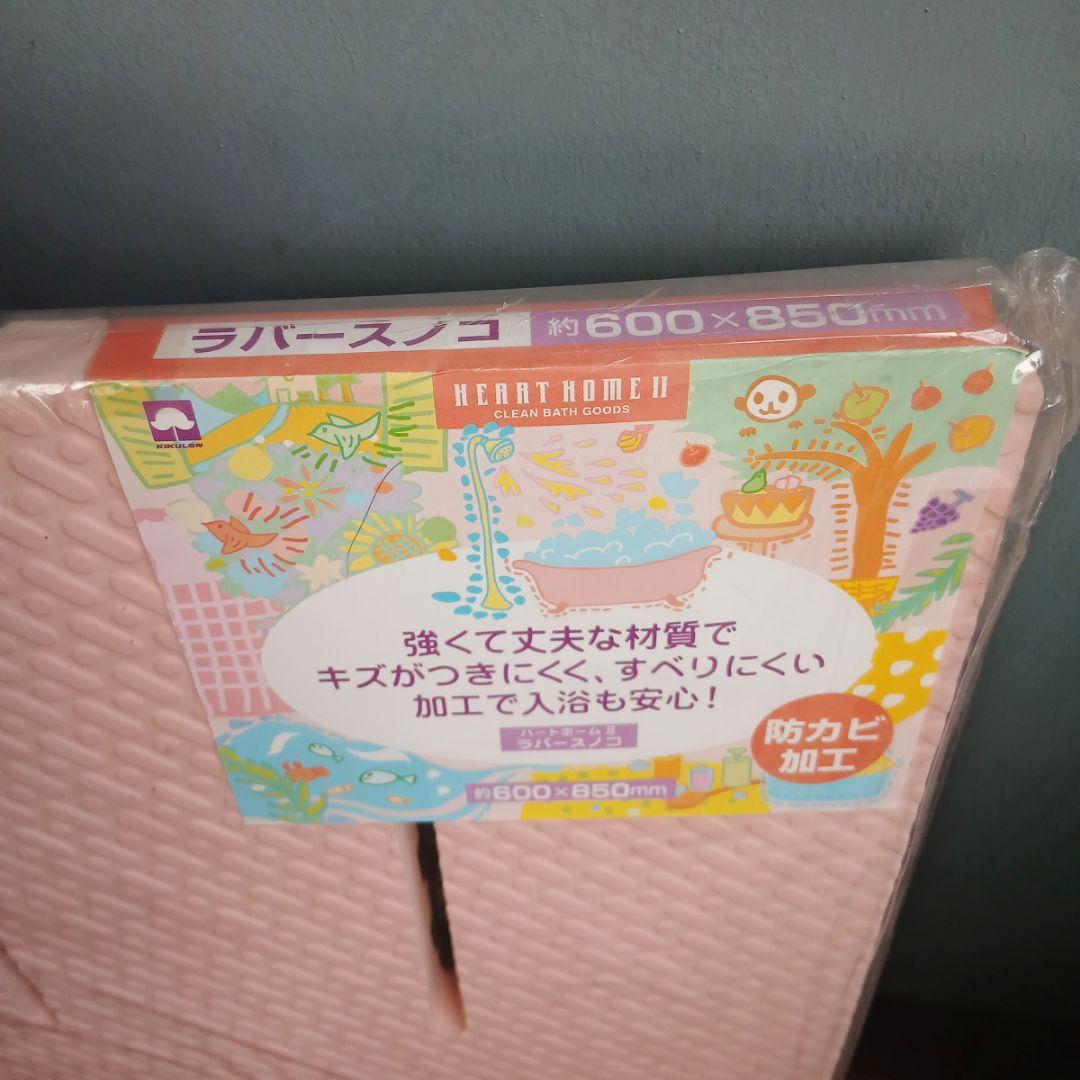 ラバースノコ 約600×850mm
HEART HOME II
CLEAN BATH GOODS
KIKULON
強くて丈夫な材質で
キズがつきにくく、すべりにくい
加工で入浴も安心!
ハートホームⅡ
ラバースノコ
防カビ
加工
約600×850mm